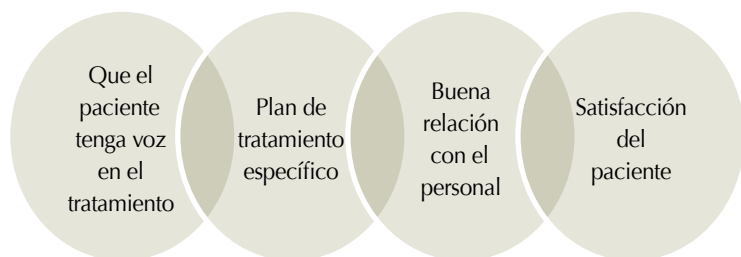 Que el
paciente
tenga voz
en el
tratamiento
Plan de
tratamiento
específico
Buena
relación
con el
personal
Satisfacción
del
paciente